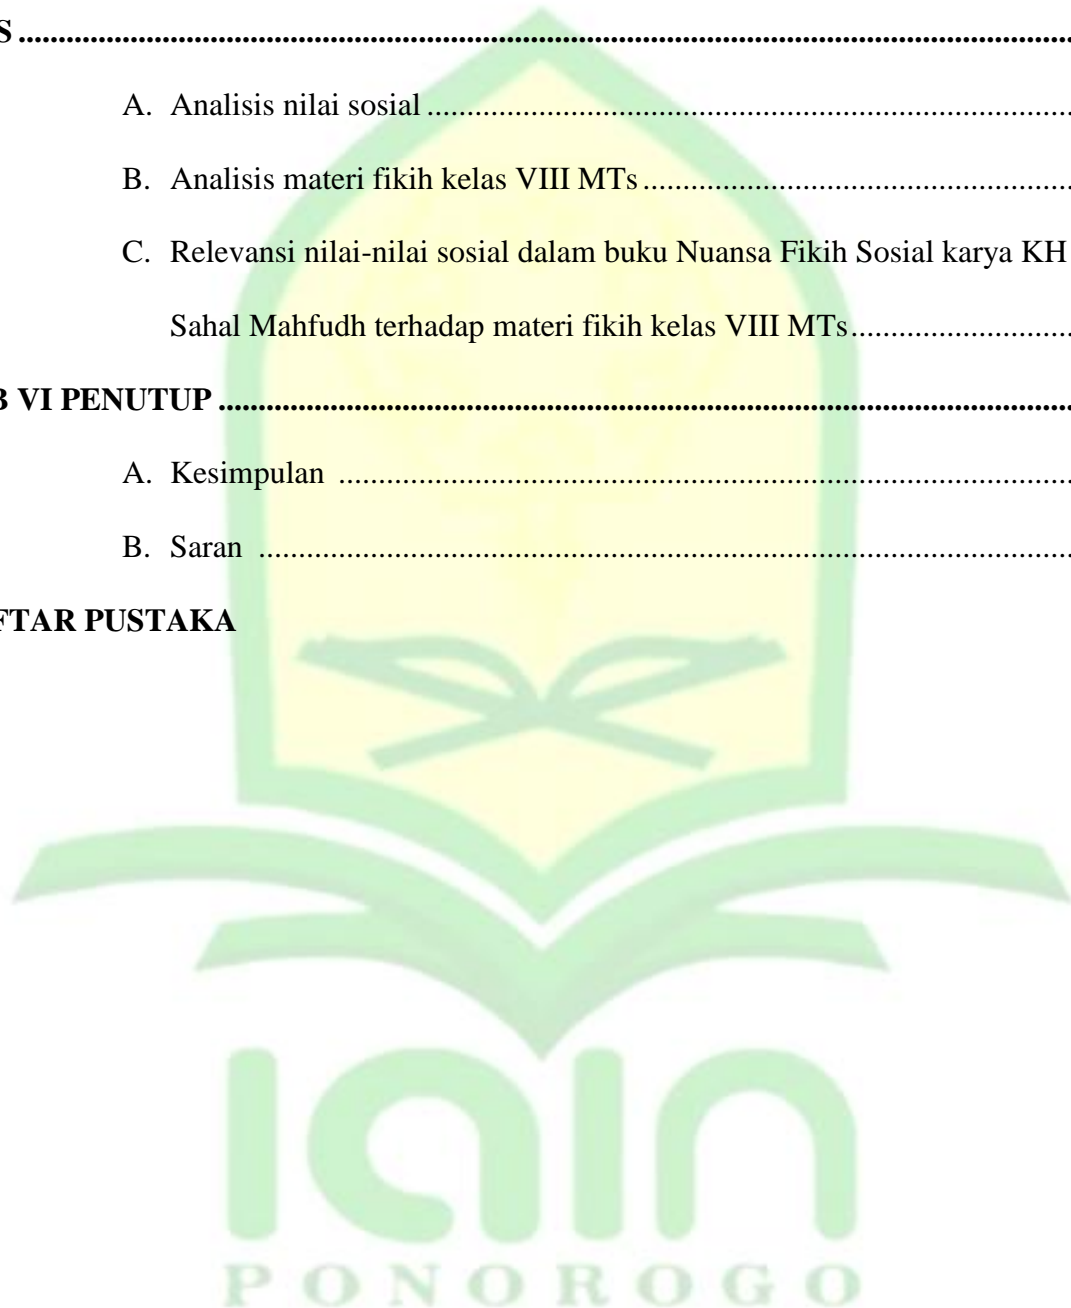 S ........................................................................................................................................
A. Analisis nilai sosial ....................................................................................
B. Analisis materi fikih kelas VIII MTs ........................................................
C. Relevansi nilai-nilai sosial dalam buku Nuansa Fikih Sosial karya KH
Sahal Mahfudh terhadap materi fikih kelas VIII MTs ............................
B VI PENUTUP ...............................................................................................................
A. Kesimpulan ................................................................................................
B. Saran ..........................................................................................................
FTAR PUSTAKA
iain
PONOROGO